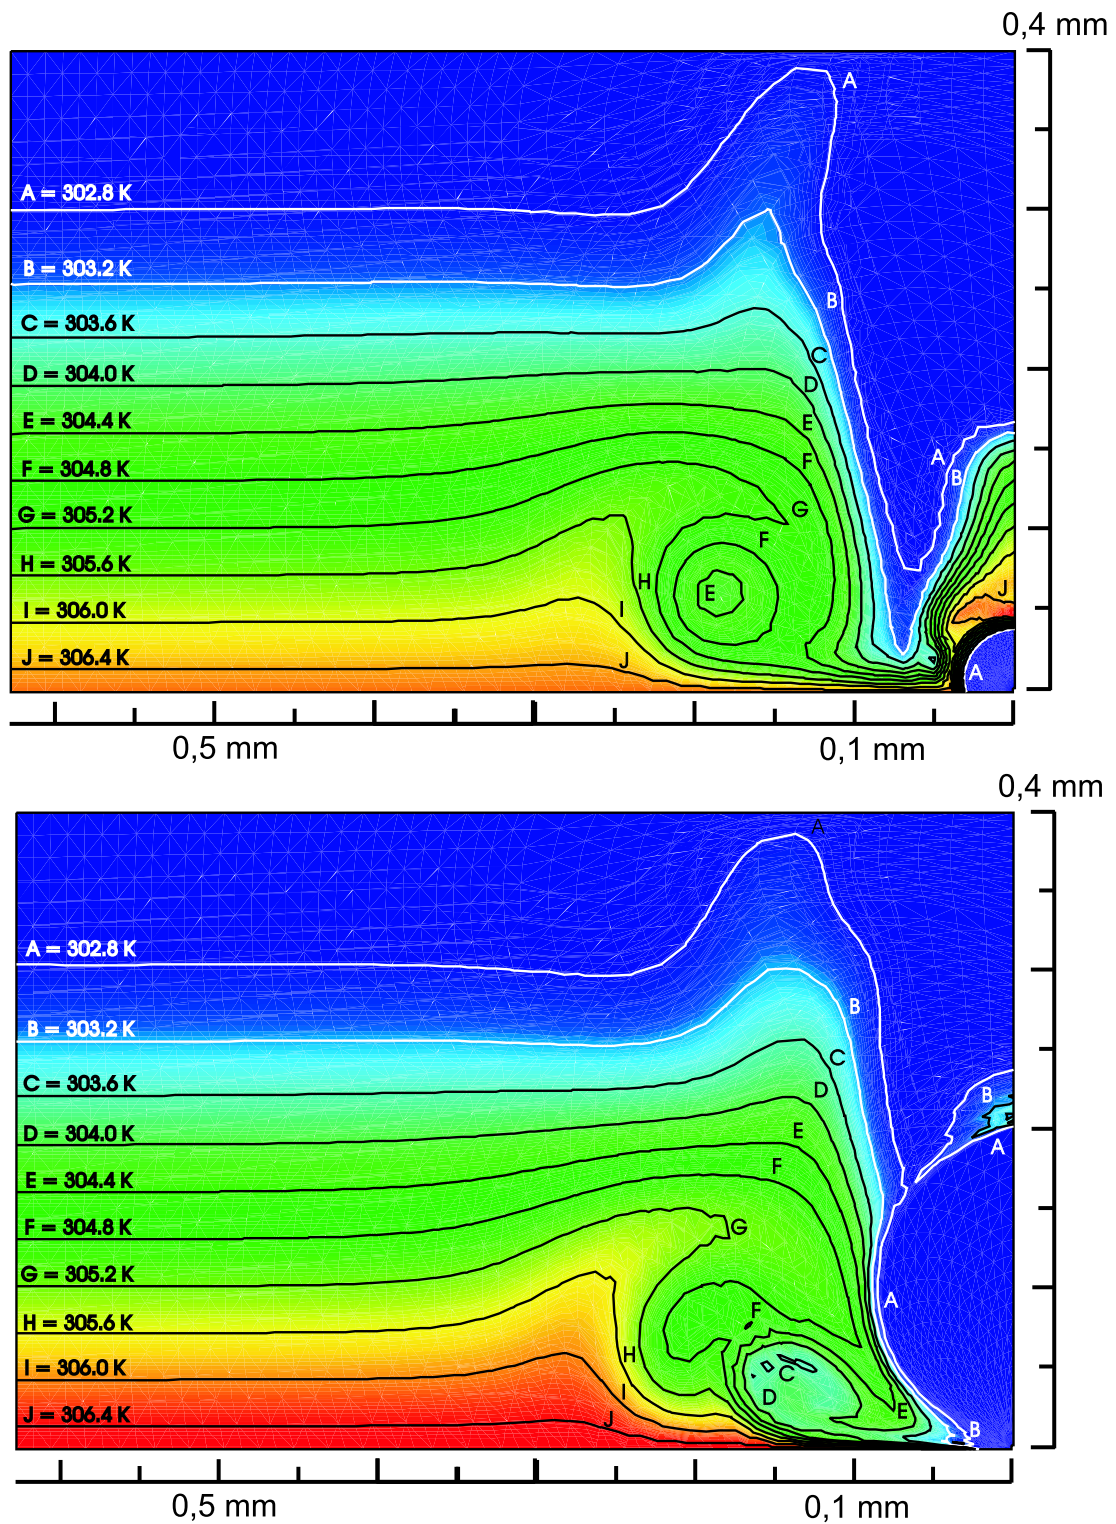 0,4 mm
A
A = 302.8 K
B = 303.2 K
B
C = 303.6 K
C
D = 304.0 K
D
E = 304.4 K
E
F = 304.8 K
F
A
B
G = 305.2 K
G
F
H = 305.6 K
H
E
J
I = 306.0 K
I
J = 306.4 K
J
A
0,5 mm
0,1 mm
0,4 mm
A
A = 302.8 K
B
B = 303.2 K
C = 303.6 K
C
D
B
D = 304.0 K
E
A
E = 304.4 K
F
F = 304.8 K
G
G = 305.2 K
A
H = 305.6 K
F
H
I = 306.0 K
I
C
D
J = 306.4 K
J
E
B
0,5 mm
0,1 mm